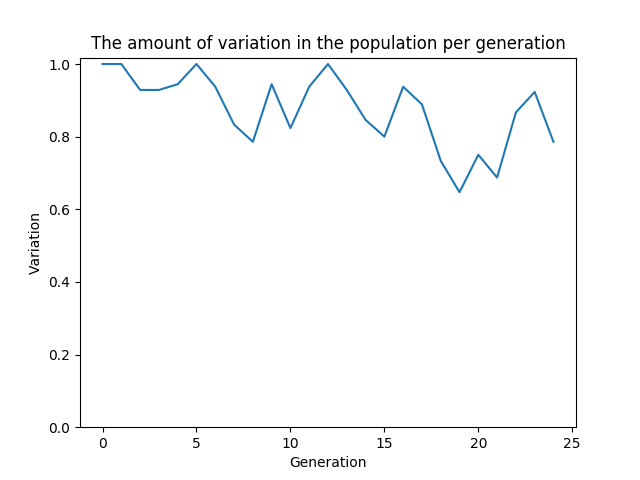 The amount of variation in the population per generation
1.0
0.8
0.6
0.4
0.2
0.0
Variation
0 5 10 15 20 25
Generation